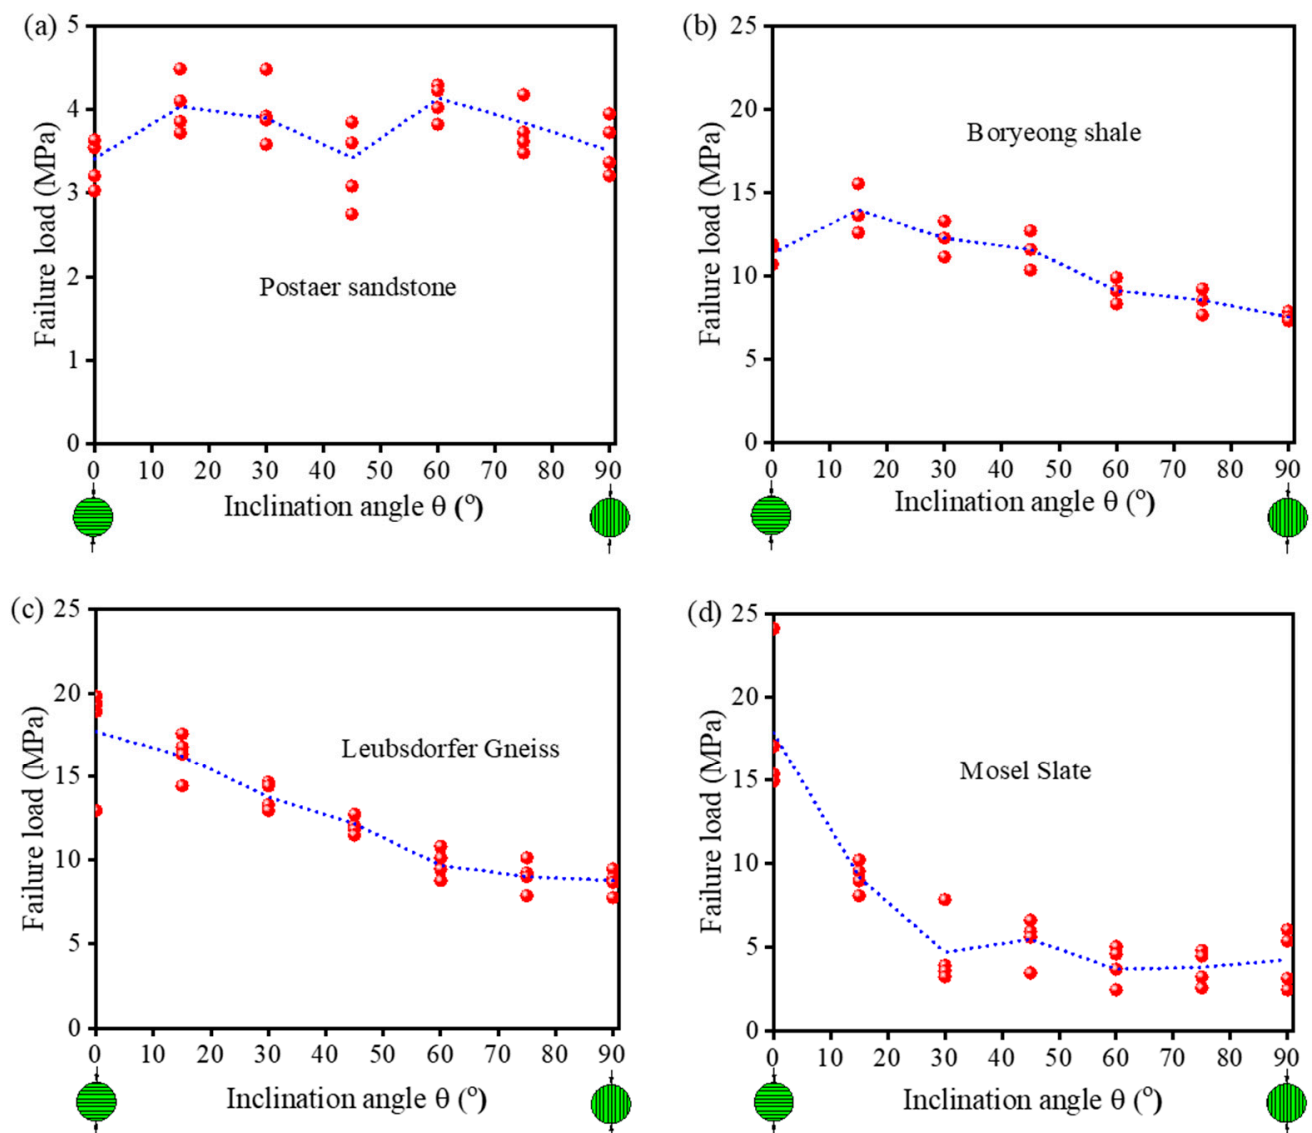 (a)
5
4
3
2
1
0
Failure load (MPa)
Postaer sandstone
0 10 20 30 40 50 60 70 80 90
Inclination angle θ (°)
(b)
25
20
15
10
5
0
Failure load (MPa)
Boryeong shale
0 10 20 30 40 50 60 70 80 90
Inclination angle θ (°)
(c)
25
20
15
10
5
0
Failure load (MPa)
Leubsdorfer Gneiss
0 10 20 30 40 50 60 70 80 90
Inclination angle θ (°)
(d)
25
20
15
10
5
0
Failure load (MPa)
Mosel Slate
0 10 20 30 40 50 60 70 80 90
Inclination angle θ (°)